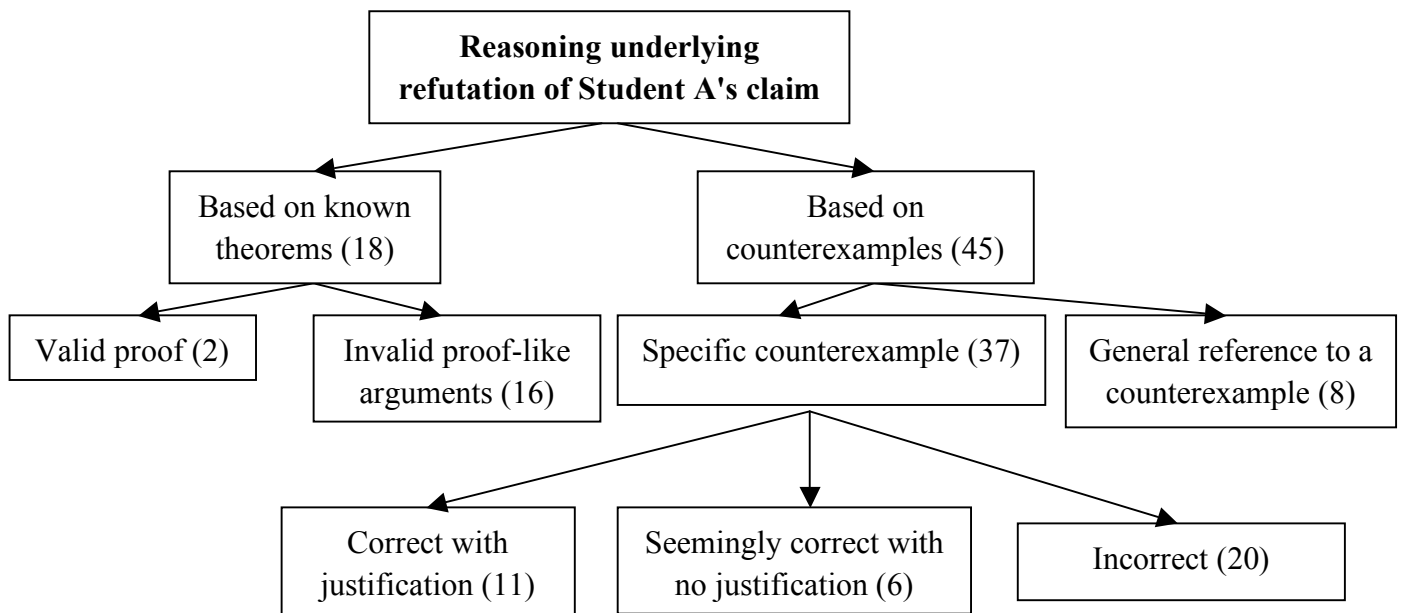 Reasoning underlying
refutation of Student A's claim
Based on known
theorems (18)
Based on
counterexamples (45)
Valid proof (2)
Invalid proof-like
arguments (16)
Specific counterexample (37)
General reference to a
counterexample (8)
Correct with
justification (11)
Seemingly correct with
no justification (6)
Incorrect (20)